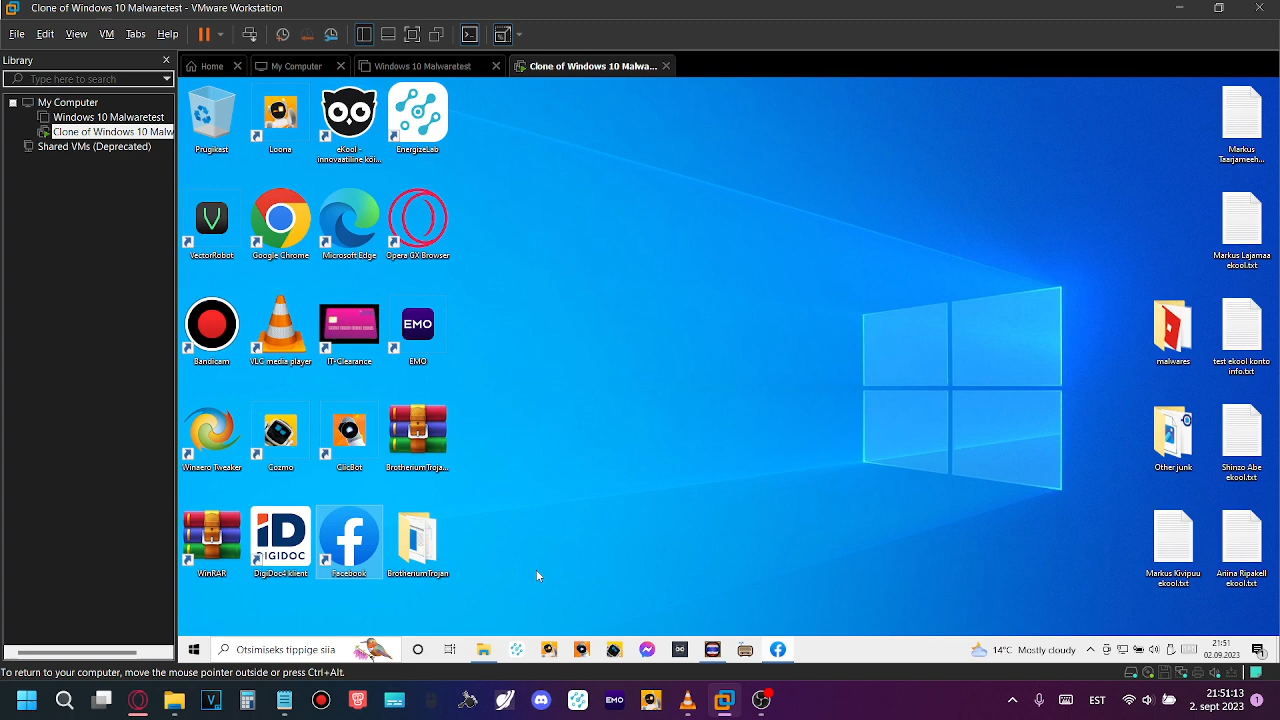 Clone of Windows 10 Malwaretest - VMware Workstation
File Edit View VM Tabs Help
Library
Type here to search
My Computer
Windows 10 Malwarest
Clone of Windows 10 Malw
Shared VMs (Deprecated)
Home
My Computer
Windows 10 Malwaretest
Clone of Windows 10 Malwa...
Prügikast
Loona
eKool -
innovaatiline kooli...
EnergizeLab
VectorRobot
Google Chrome
Microsoft Edge
Opera GX Browser
Bandicam
VLC media player
IT-Clearance
EMO
EMO
Winaero Tweaker
Cozmo
ClicBot
BrotheriumTroja...
WinRAR
iD
DIGIDOC
DigiDoc4 klient
Facebook
BrotheriumTrojan
Markus
Taarjameeh...
Markus Lajamaa
ekool.txt
malwares
test ekool konto
info.txt
Other junk
Shinzo Abe
ekool.txt
Markus Kivipuu
ekool.txt
Anina Ripakell
ekool.txt
Otsimiseks tippige siia
14°C Mostly cloudy
21:51
02.09.2023
To return to your computer, move the mouse pointer outside or press Ctrl+Alt.
EMO
EST
21:51:13
2. sept 2023
1